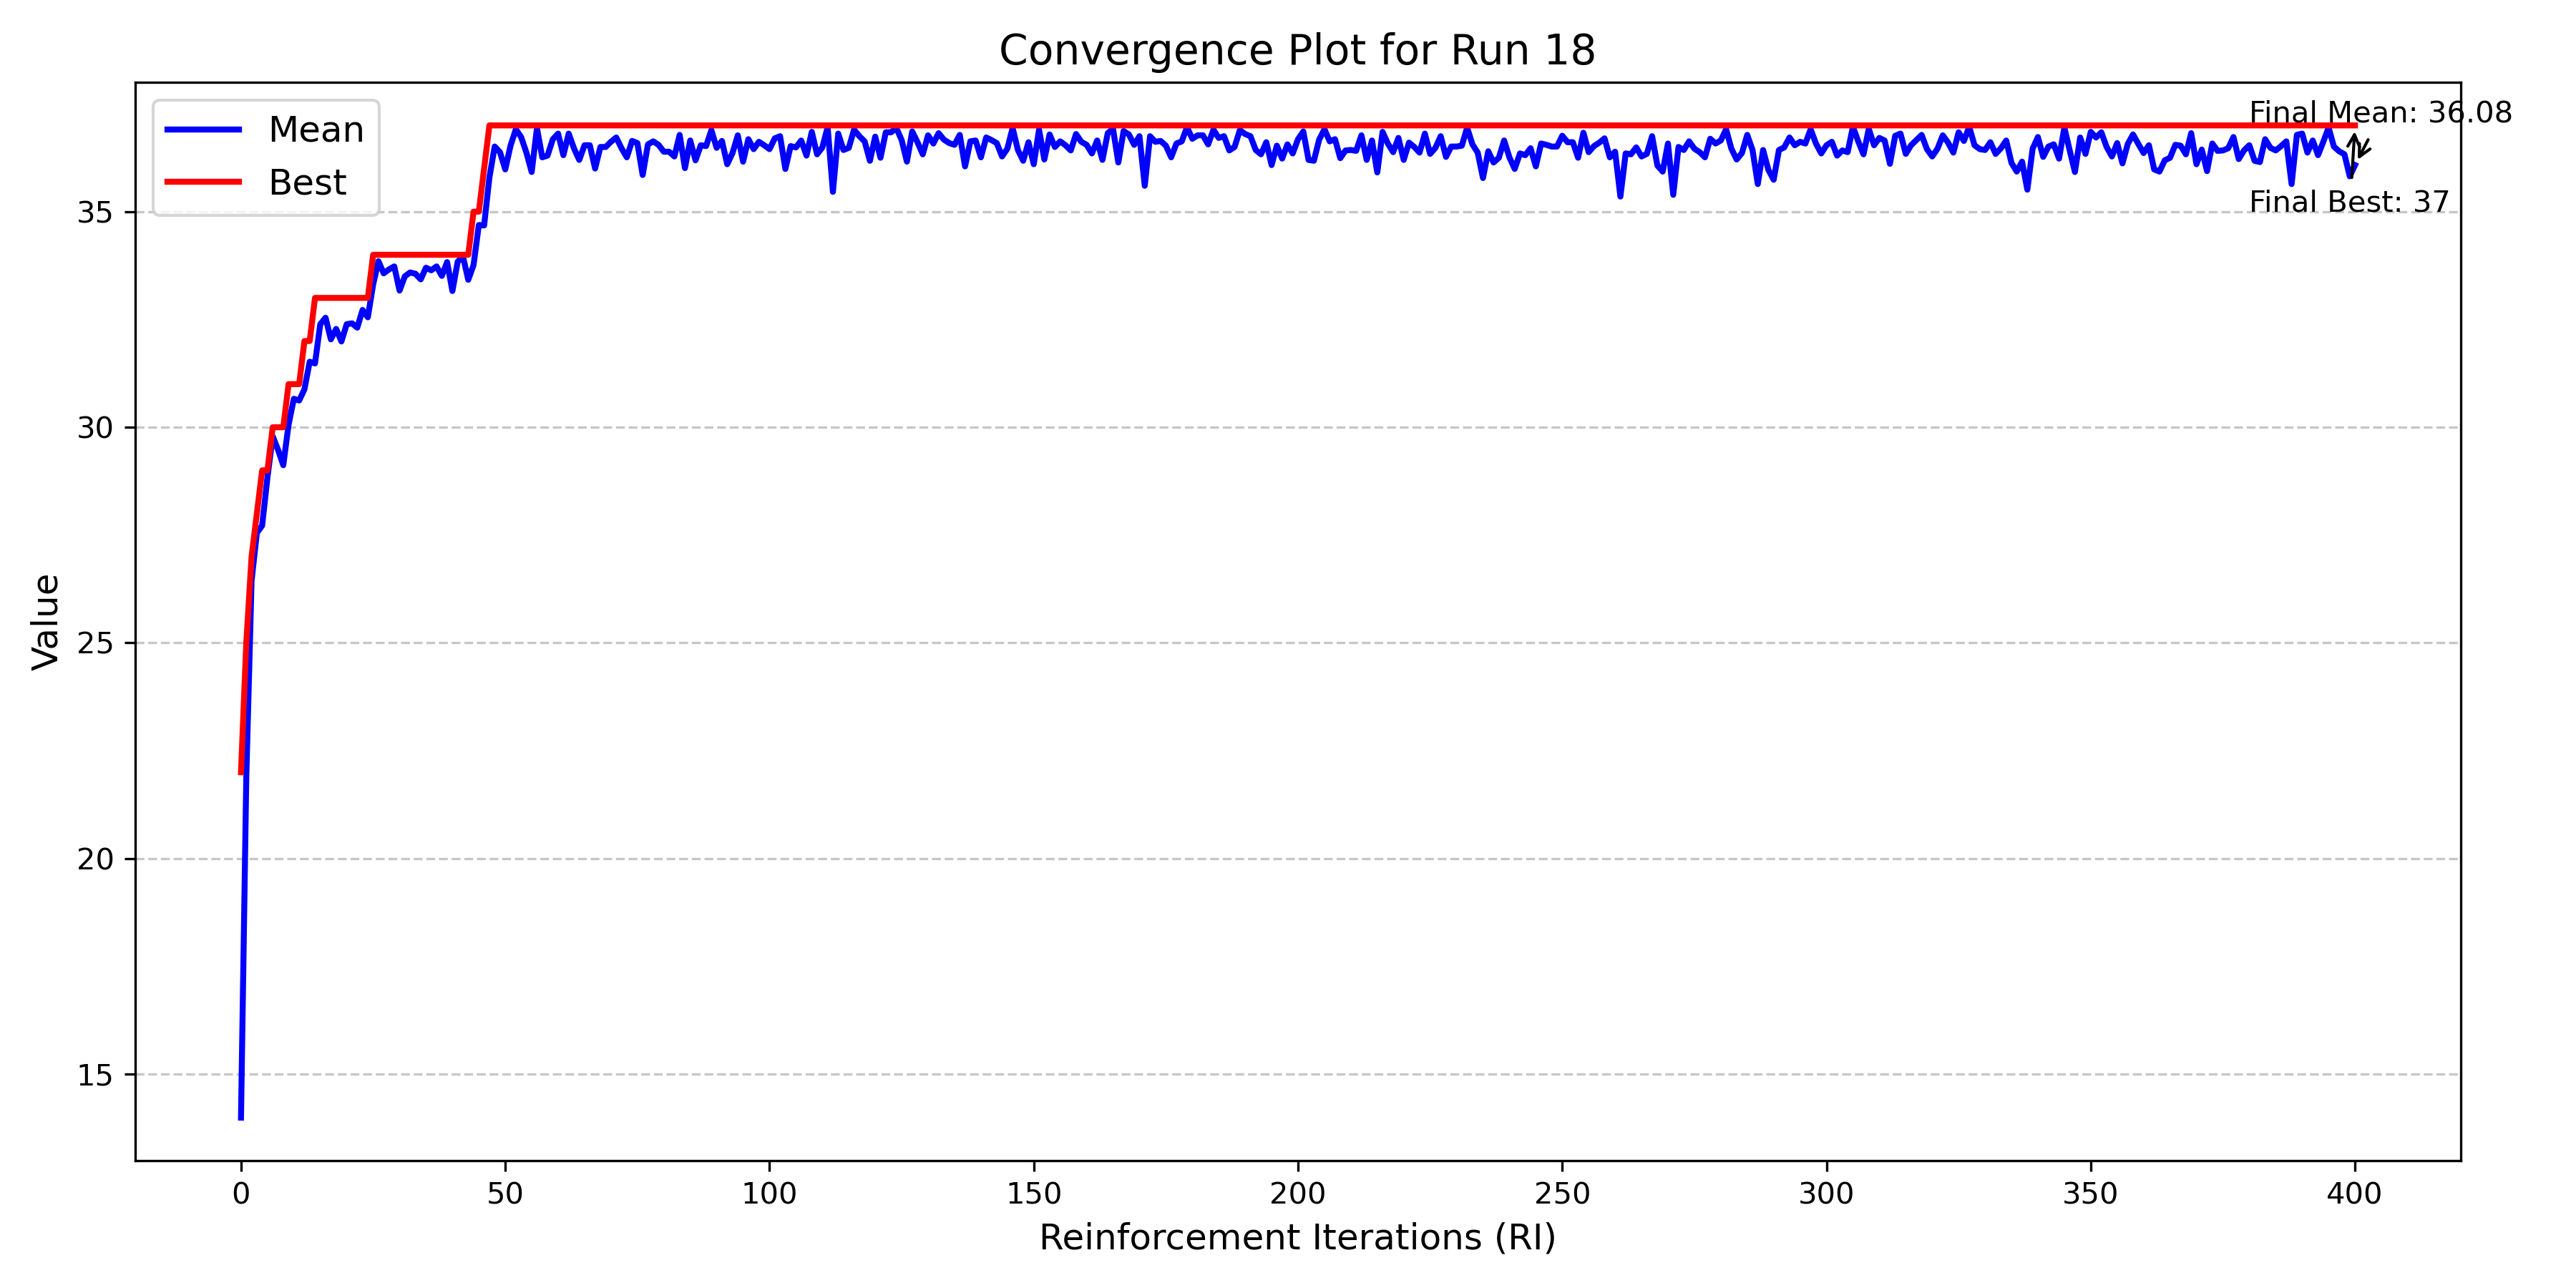 Convergence Plot for Run 18
Mean
Best
Final Mean: 36.08
Final Best: 37
Value
35
30
25
20
15
0 50 100 150 200 250 300 350 400
Reinforcement Iterations (RI)